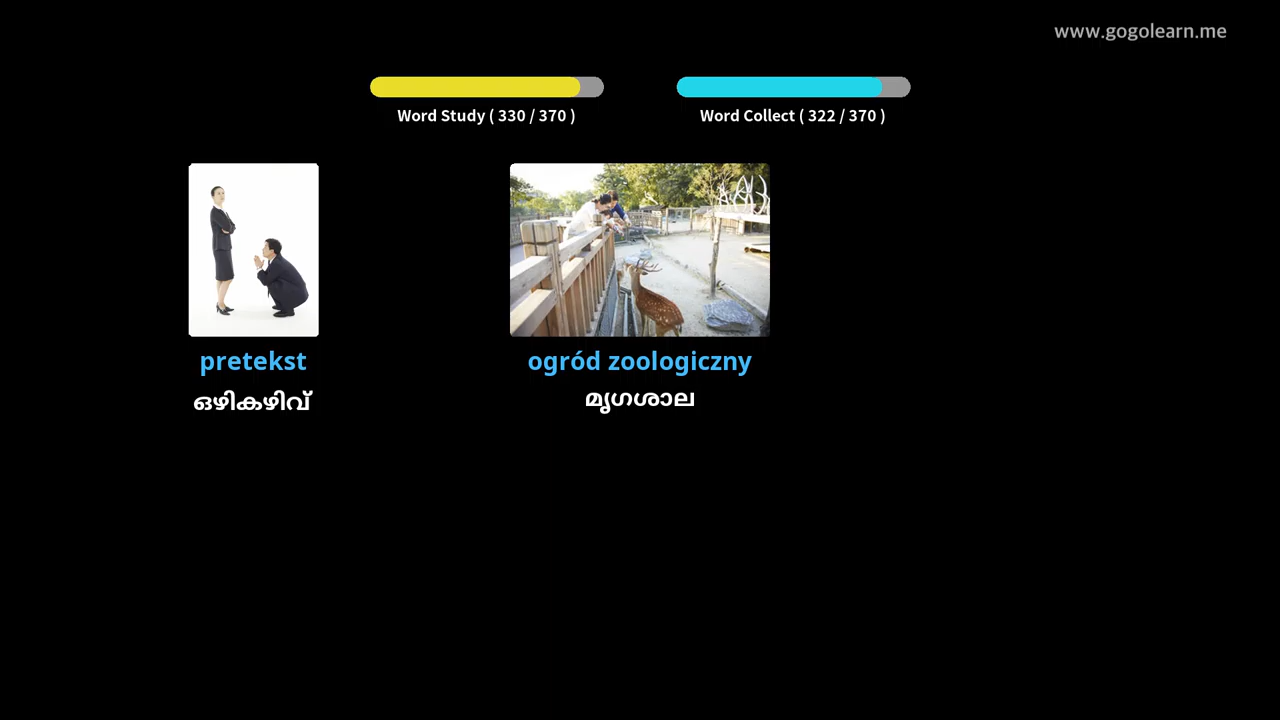 www.gogolearn.me
Word Study ( 330 / 370 )
Word Collect ( 322 / 370 )
pretekst
ഒഴികഴിവ്
ogród zoologiczny
മൃഗശാല